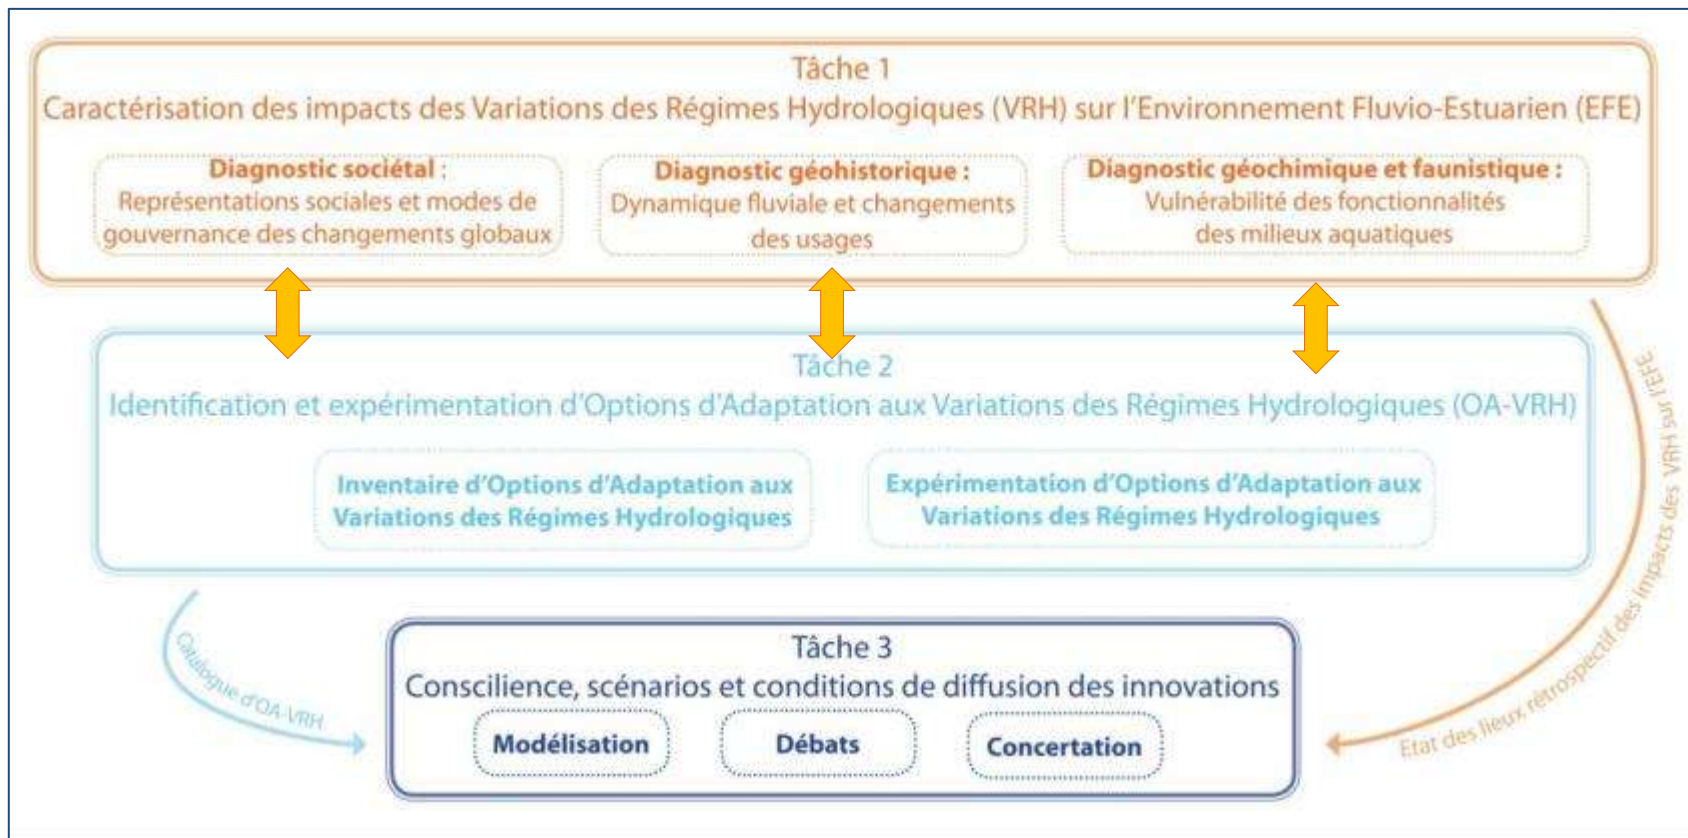 Tâche 1
Caractérisation des impacts des Variations des Régimes Hydrologiques (VRH) sur l'Environnement Fluvio-Estuarien (EFE)
Diagnostic sociétal :
Représentations sociales et modes de
gouvernance des changements globaux
Diagnostic géohistorique :
Dynamique fluviale et changements
des usages
Diagnostic géochimique et faunistique :
Vulnérabilité des fonctionnalités
des milieux aquatiques
Tâche 2
Identification et expérimentation d'Options d'Adaptation aux Variations des Régimes Hydrologiques (OA-VRH)
Inventaire d'Options d'Adaptation aux
Variations des Régimes Hydrologiques
Expérimentation d'Options d'Adaptation aux
Variations des Régimes Hydrologiques
Catalogue d'OA-VRH
Etat des lieux rétrospectif des impacts des VRH sur l'EFE
Tâche 3
Conscilience, scénarios et conditions de diffusion des innovations
Modélisation
Débats
Concertation